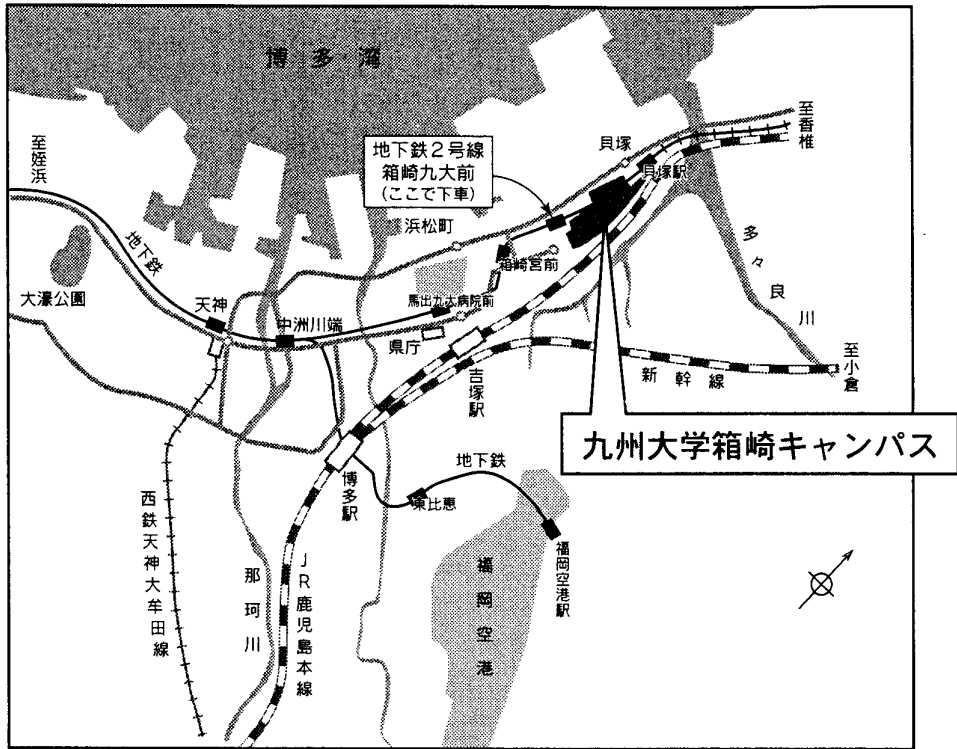 博多湾
至姪浜
至香椎
地下鉄2号線
箱崎九大前
(ここで下車)
貝塚
貝塚駅
浜松町
地下鉄
箱崎宮前
多々良川
大濠公園
天神
中洲川端
馬出九大病院前
県庁
吉塚駅
新幹線
至小倉
九州大学箱崎キャンパス
博多駅
地下鉄
東比恵
福岡空港駅
福岡空港
西鉄天神大牟田線
那珂川
JR鹿児島本線